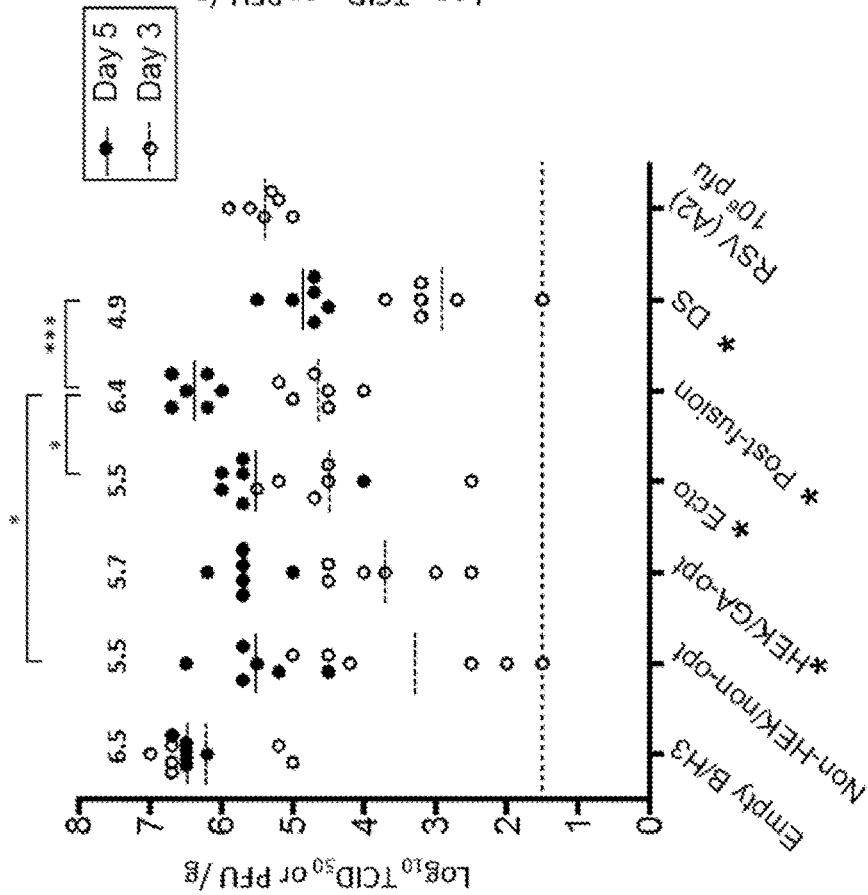 Day 5
Day 3
***
*
*
6.5
5.5
5.7
5.5
6.4
4.9
8
7
6
5
4
3
2
1
0
Log₁₀ TCID₅₀ or PFU /g
Empty B/H3
Non-HEK/non-opt
*HEK/GA-opt
* Ecto
* Post-fusion
* DS
RSV (A2)
10⁶ pfu